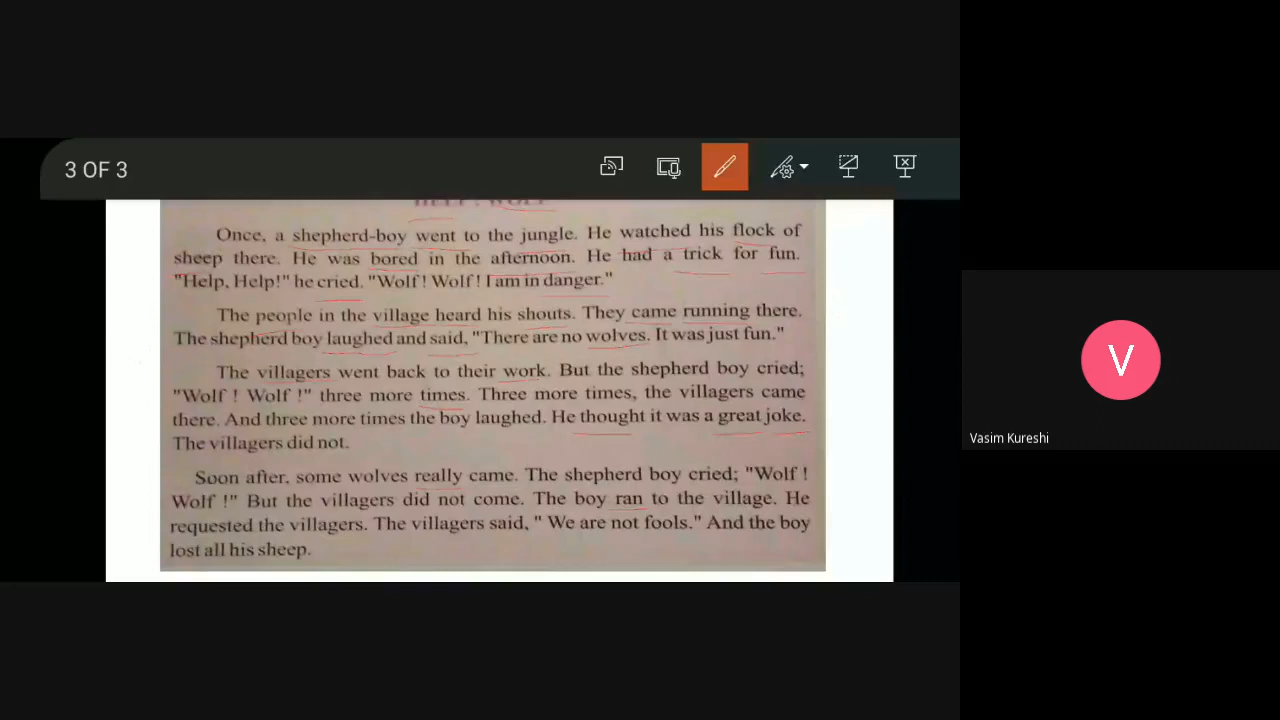 3 OF 3
HELP, WOLF
Once, a shepherd-boy went to the jungle. He watched his flock of
sheep there. He was bored in the afternoon. He had a trick for fun.
"Help, Help!" he cried. "Wolf! Wolf! I am in danger."
The people in the village heard his shouts. They came running there.
The shepherd boy laughed and said, "There are no wolves. It was just fun."
The villagers went back to their work. But the shepherd boy cried;
"Wolf ! Wolf !" three more times. Three more times, the villagers came
there. And three more times the boy laughed. He thought it was a great joke.
The villagers did not.
Soon after, some wolves really came. The shepherd boy cried; "Wolf !
Wolf !" But the villagers did not come. The boy ran to the village. He
requested the villagers. The villagers said, " We are not fools." And the boy
lost all his sheep.
V
Vasim Kureshi